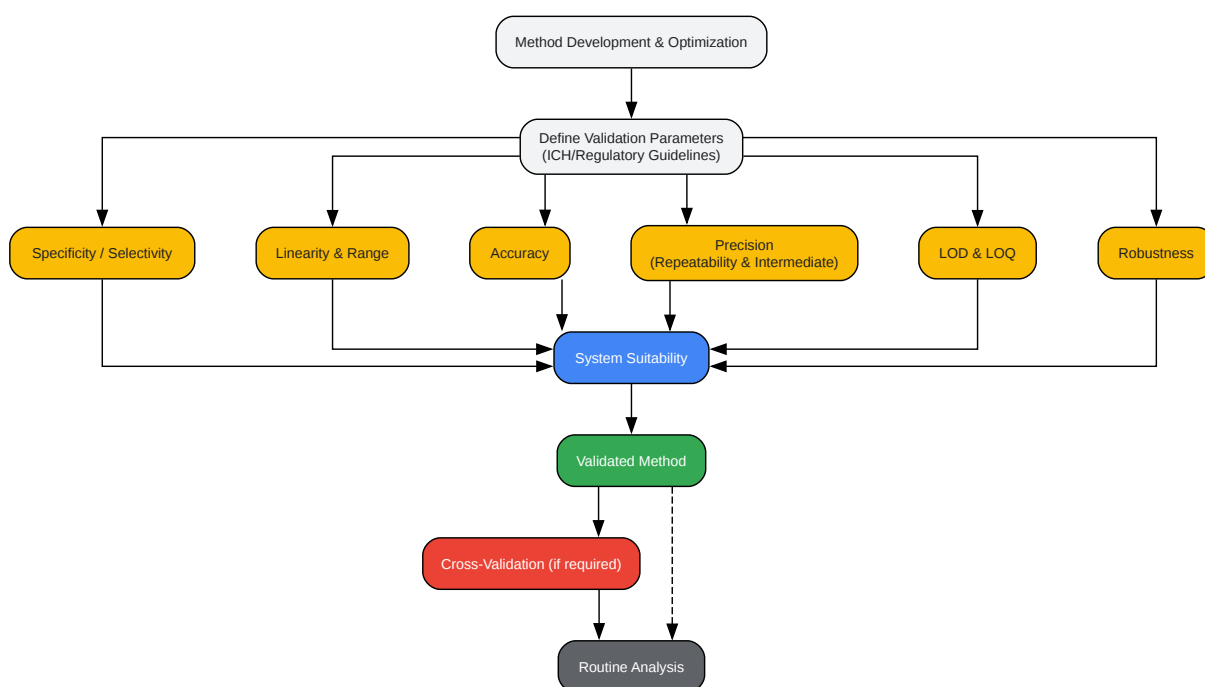 Method Development & Optimization
Define Validation Parameters
(ICH/Regulatory Guidelines)
Specificity / Selectivity
Linearity & Range
Accuracy
Precision
(Repeatability & Intermediate)
LOD & LOQ
Robustness
System Suitability
Validated Method
Cross-Validation (if required)
Routine Analysis